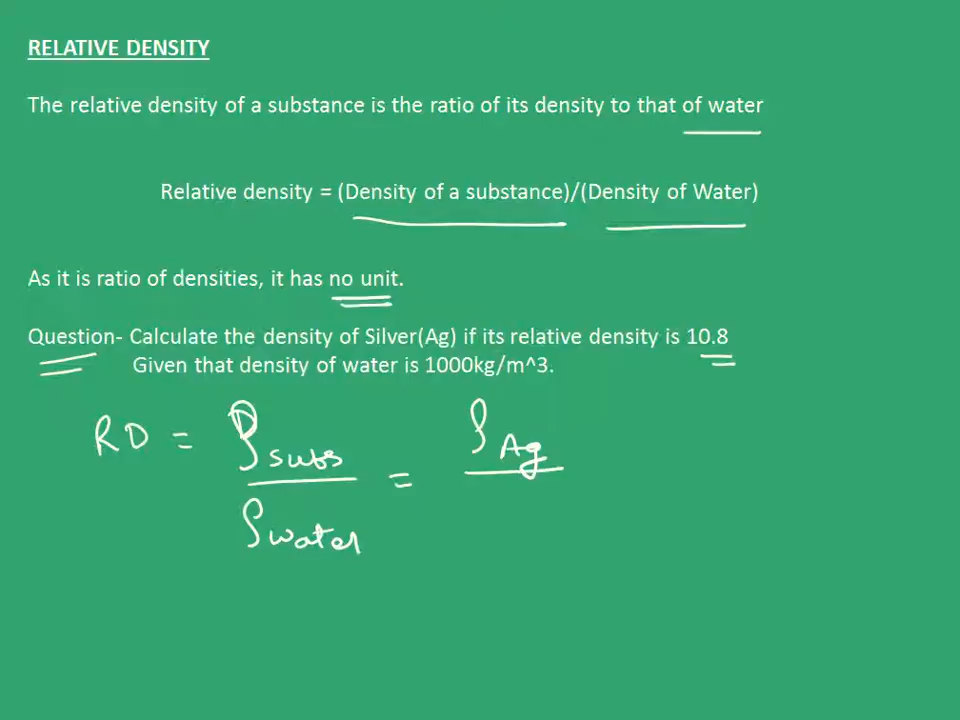 RELATIVE DENSITY
The relative density of a substance is the ratio of its density to that of water
Relative density = (Density of a substance)/(Density of Water)
As it is ratio of densities, it has no unit.
Question- Calculate the density of Silver(Ag) if its relative density is 10.8
Given that density of water is 1000kg/m^3.
RD = ρsubs / ρwater = ρAg